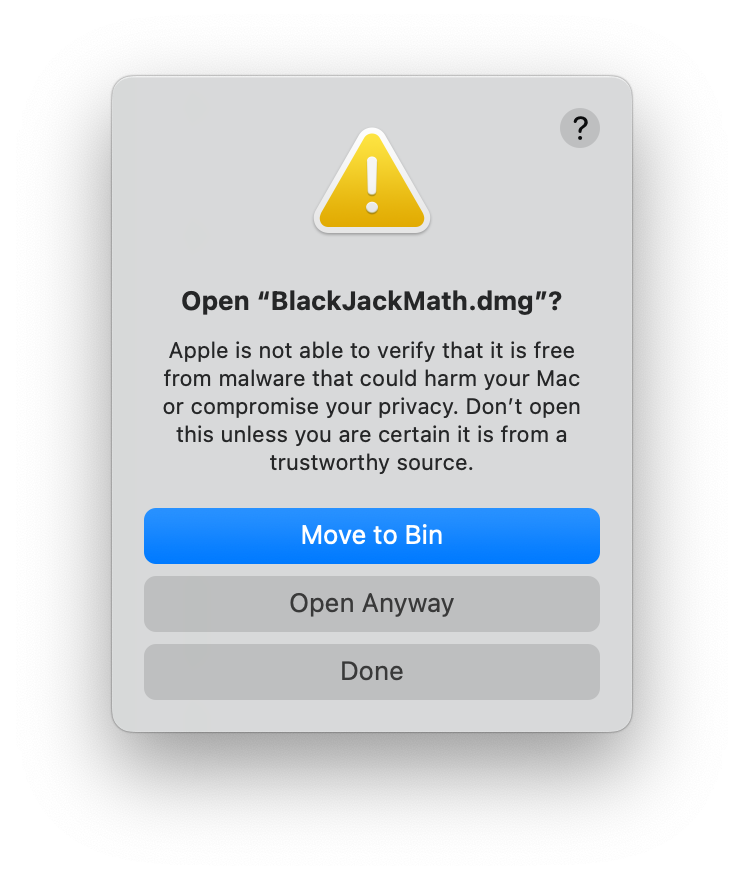 ?
Open “BlackJackMath.dmg”?
Apple is not able to verify that it is free
from malware that could harm your Mac
or compromise your privacy. Don’t open
this unless you are certain it is from a
trustworthy source.
Move to Bin
Open Anyway
Done